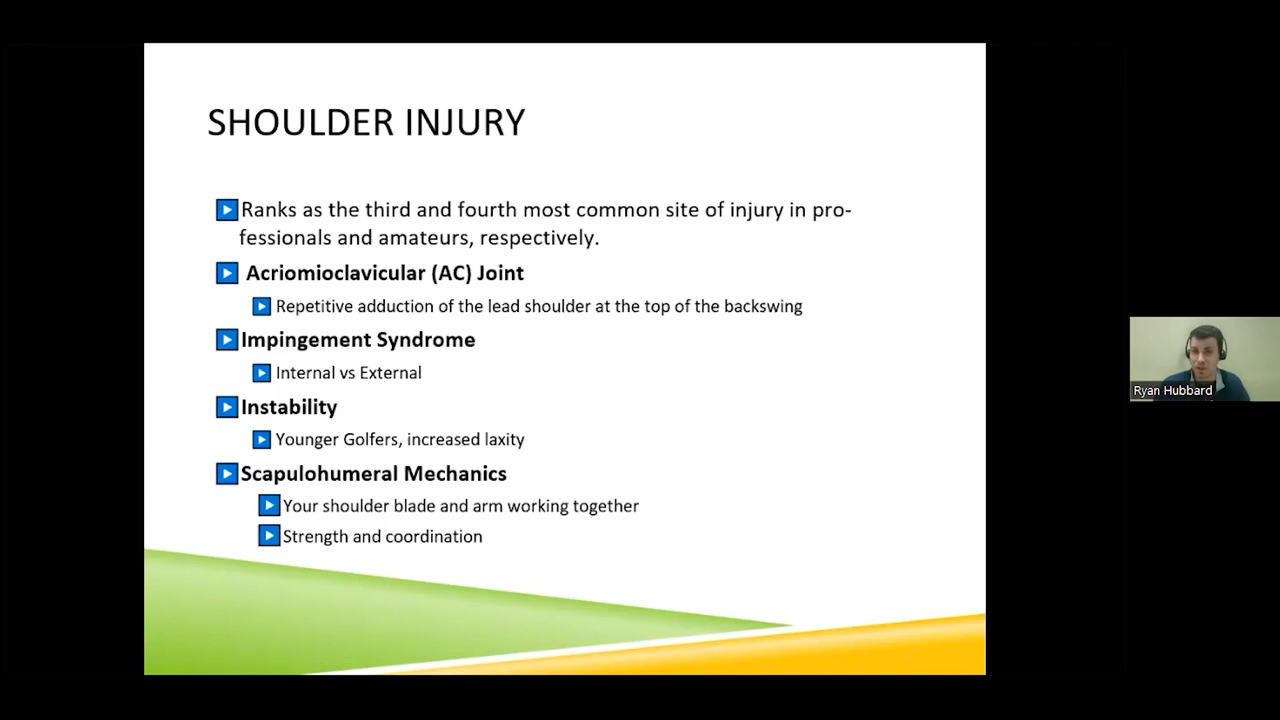 SHOULDER INJURY
Ranks as the third and fourth most common site of injury in pro-
fessionals and amateurs, respectively.
Acriomioclavicular (AC) Joint
Repetitive adduction of the lead shoulder at the top of the backswing
Impingement Syndrome
Internal vs External
Instability
Younger Golfers, increased laxity
Scapulohumeral Mechanics
Your shoulder blade and arm working together
Strength and coordination
Ryan Hubbard